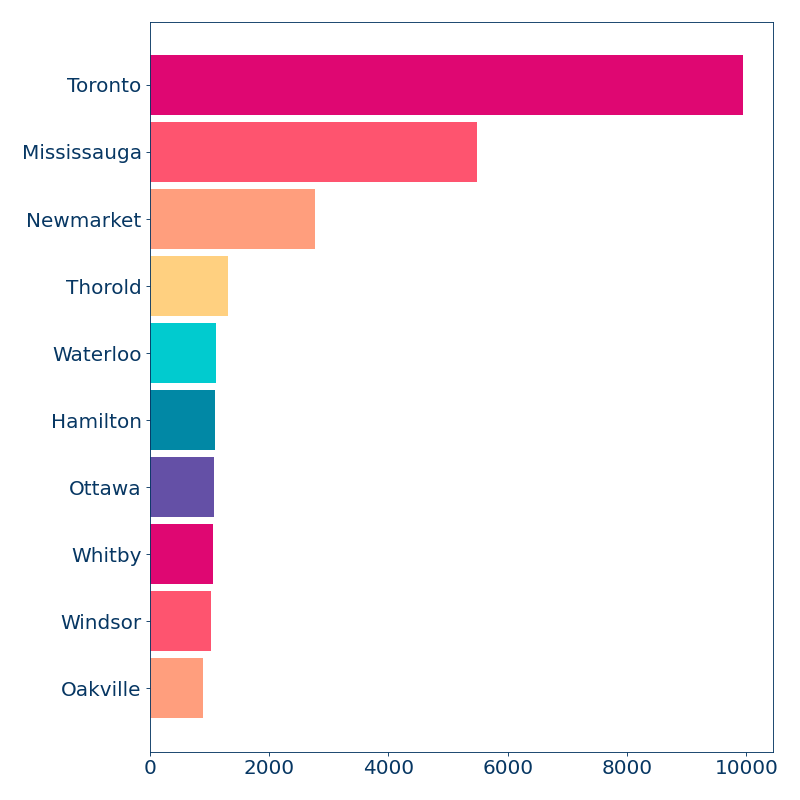 Toronto
Mississauga
Newmarket
Thorold
Waterloo
Hamilton
Ottawa
Whitby
Windsor
Oakville
0 2000 4000 6000 8000 10000